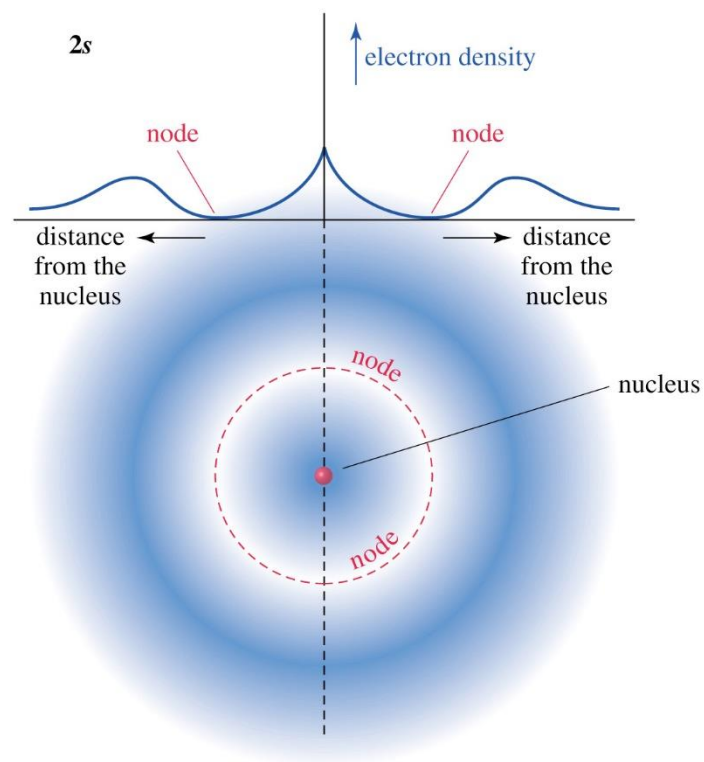 2s
electron density
node
node
distance
from the
nucleus
distance
from the
nucleus
node
nucleus
node